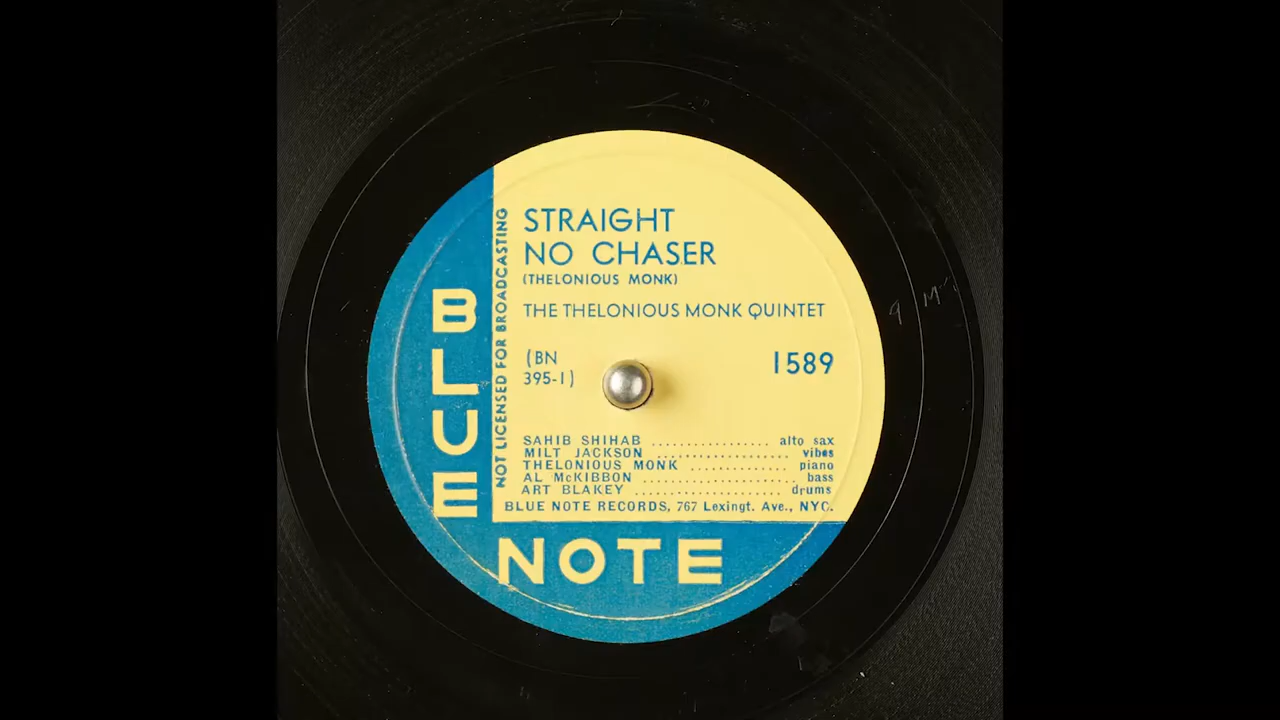 STRAIGHT
NO CHASER
(THELONIOUS MONK)
THE THELONIOUS MONK QUINTET
(BN
395-1)
1589
SAHIB SHIHAB .................. alto sax
MILT JACKSON ..................... vibes
THELONIOUS MONK ............... piano
AL McKIBBON .......................... bass
ART BLAKEY ...................... drums
BLUE NOTE RECORDS, 767 Lexingt. Ave., NYC.
NOT LICENSED FOR BROADCASTING
BLUE
NOTE